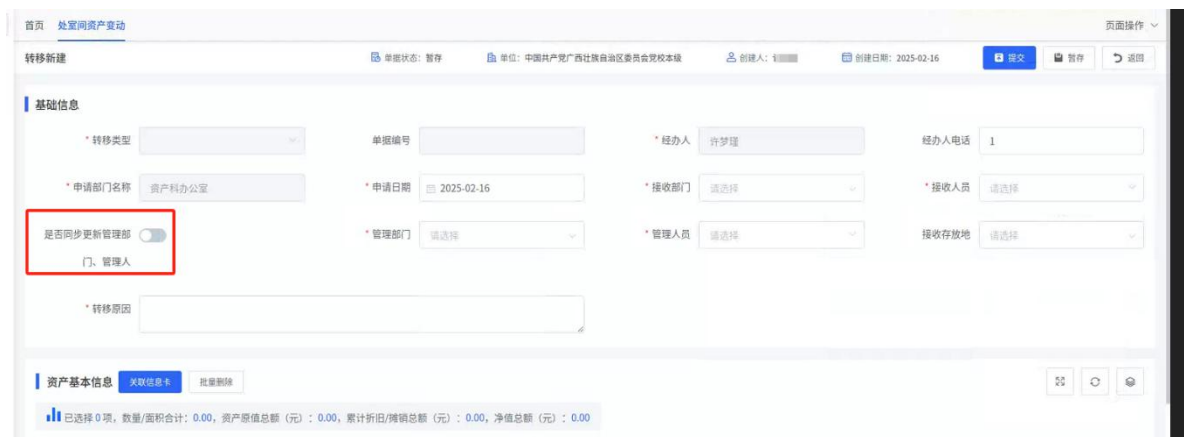 首页 处室间资产变动 页面操作
转移新建 单据状态：暂存 单位：中国共产党广西壮族自治区委员会党校本级 创建人： 创建日期：2025-02-16 提交 暂存 返回
基础信息
* 转移类型 单据编号 * 经办人 许梦瑾 经办人电话 1
* 申请部门名称 资产科办公室 * 申请日期 2025-02-16 * 接收部门 请选择 * 接收人员 请选择
是否同步更新管理部 * 管理部门 请选择 * 管理人员 请选择 接收存放地 请选择
门、管理人
* 转移原因
资产基本信息 关联信息卡 批量删除
已选择 0 项，数量/面积合计：0.00，资产原值总额（元）：0.00，累计折旧/摊销总额（元）：0.00，净值总额（元）：0.00